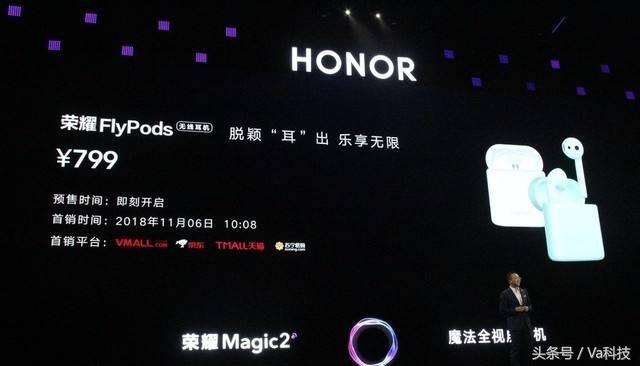 HONOR
荣耀FlyPods 无线耳机 脱颖“耳”出 乐享无限
¥799
预售时间：即刻开启
首销时间：2018年11月06日 10:08
首销平台：VMALL.COM 京东 TMALL天猫 苏宁易购 suning.com
荣耀Magic2 魔法全视 机
头条号／Va科技